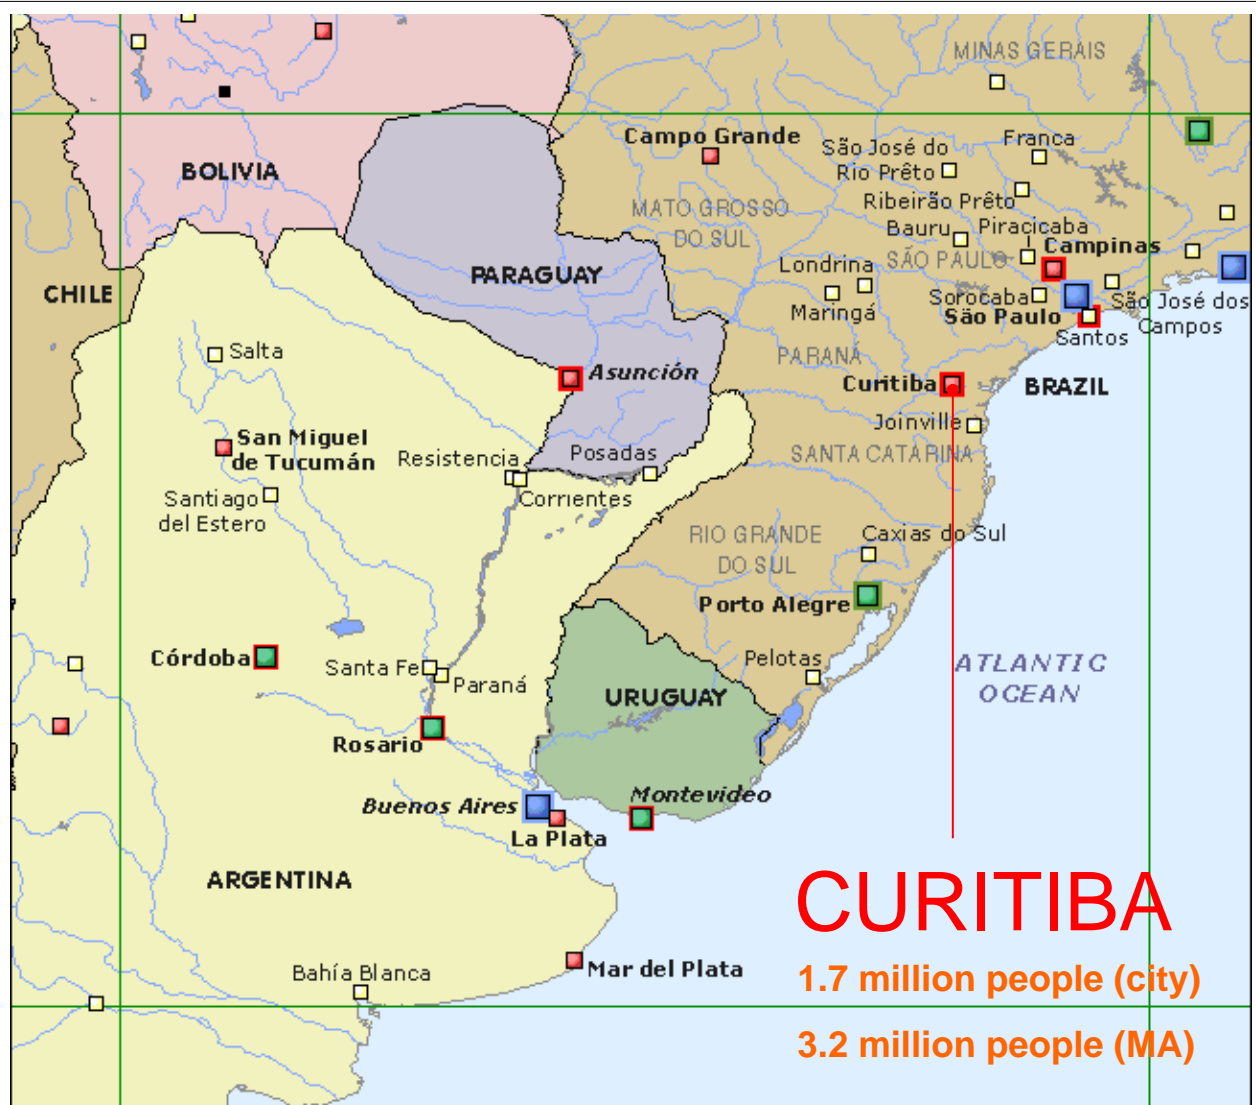 MINAS GERAIS
Campo Grande
São José do
Rio Prêto
Franca
BOLIVIA
Ribeirão Prêto
MATO GROSSO
DO SUL
Bauru
Piracicaba
Campinas
SÃO PAULO
PARAGUAY
Londrina
CHILE
Maringá
Sorocaba
São Paulo
São José dos
Campos
Santos
Salta
PARANÁ
Asunción
Curitiba
BRAZIL
Joinville
San Miguel
de Tucumán
Resistencia
Posadas
SANTA CATARINA
Santiago
del Estero
Corrientes
RIO GRANDE
DO SUL
Caxias do Sul
Porto Alegre
Córdoba
Santa Fe
Paraná
Pelotas
ATLANTIC
OCEAN
URUGUAY
Rosario
Buenos Aires
Montevideo
La Plata
ARGENTINA
CURITIBA
Mar del Plata
1.7 million people (city)
Bahía Blanca
3.2 million people (MA)